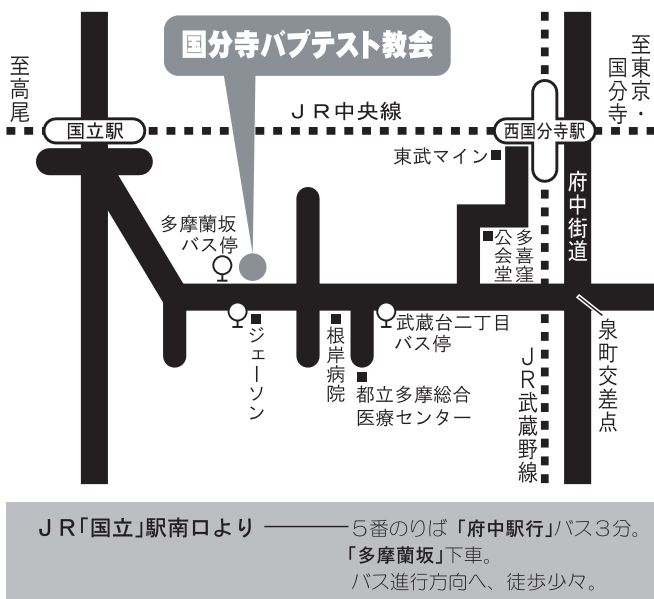 国分寺バプテスト教会
至高尾
至東京・
国分寺
JR中央線
国立駅
西国分寺駅
東武マイン
府中街道
多摩蘭坂
バス停
多喜窪
公会堂
武蔵台二丁目
バス停
ジェーソン
根岸病院
都立多摩総合
医療センター
JR武蔵野線
泉町交差点
JR「国立」駅南口より ―― 5番のりば「府中駅行」バス3分。
「多摩蘭坂」下車。
バス進行方向へ、徒歩少々。